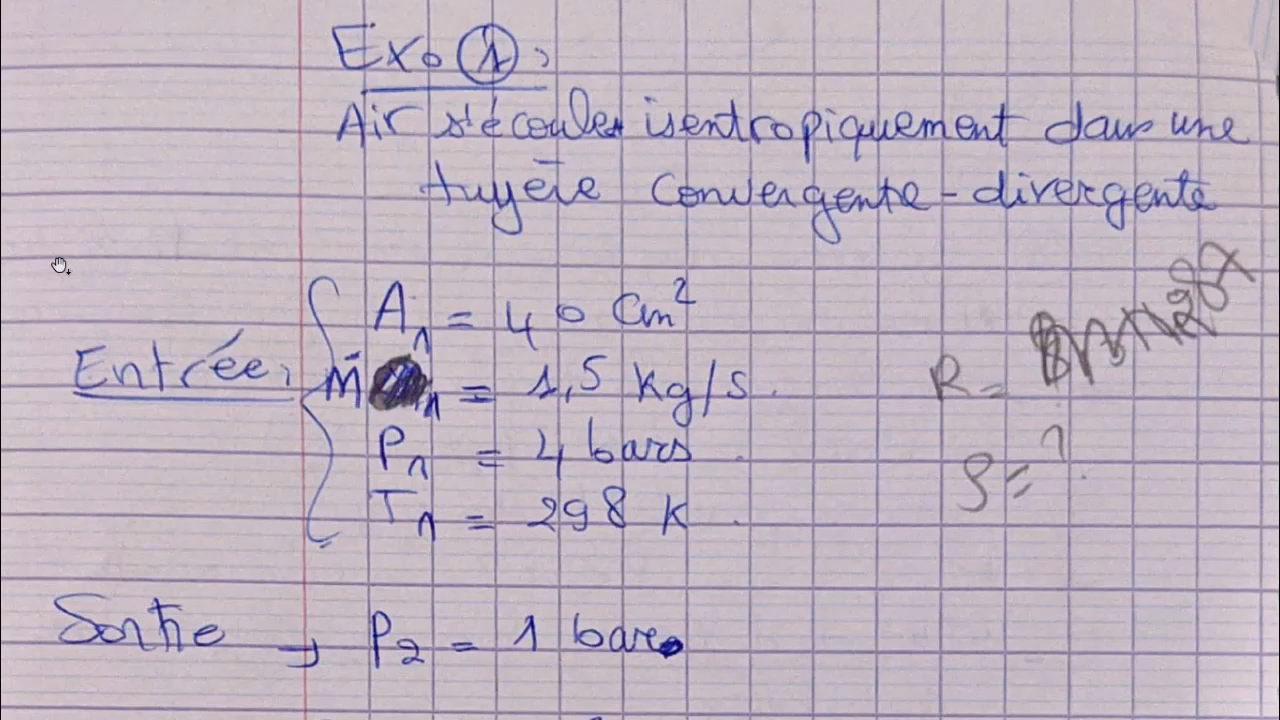 Exo ①:
Air s'écoule isentropiquement dans une
tuyère Convergente-divergente
A₁ = 40 Cm²
Entrée: ṁ₁ = 1,5 Kg/s.
R =
P₁ = 4 bars.
ρ = ?
T₁ = 298 K.
Sortie → P₂ = 1 bar.